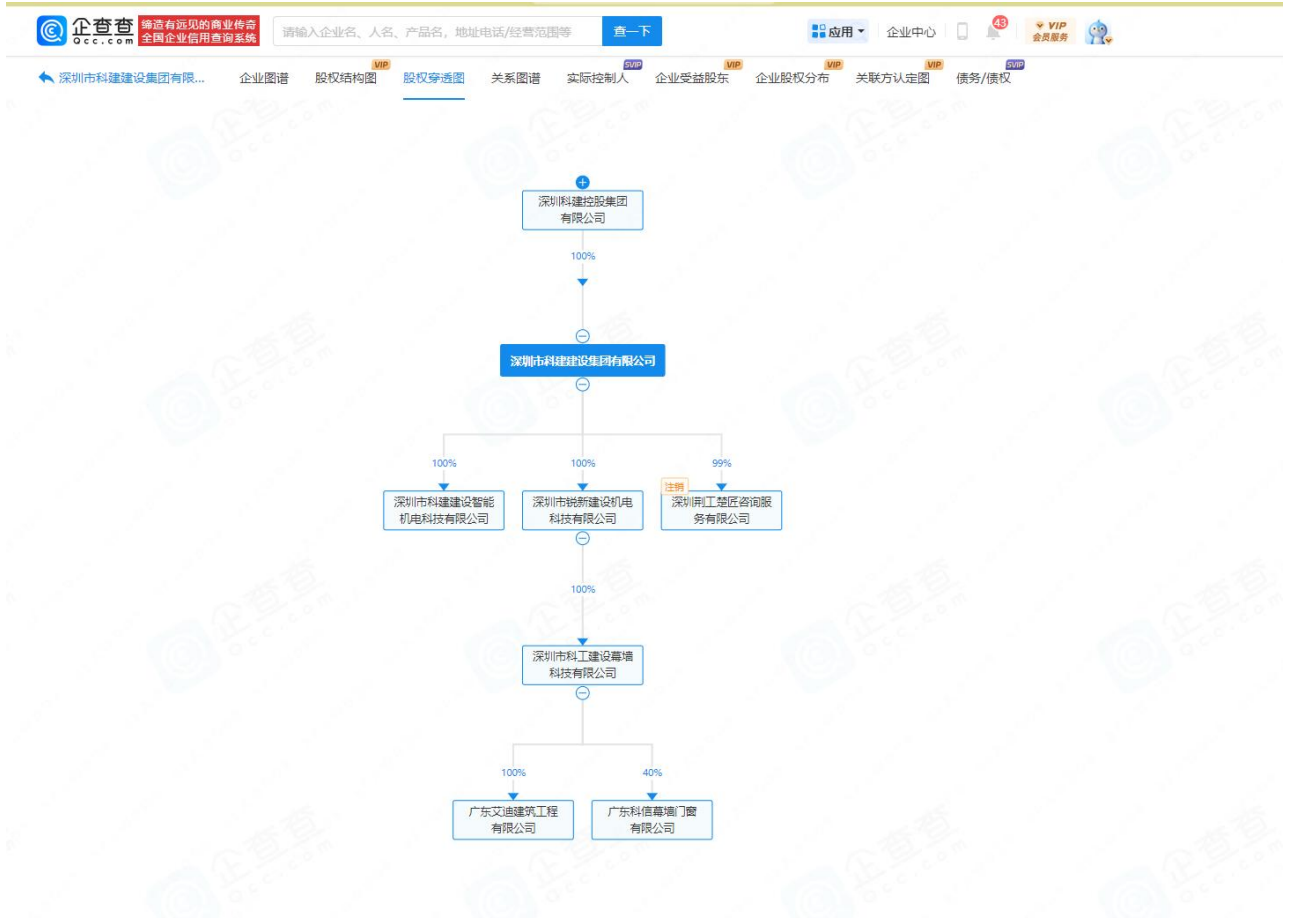 企查查
Qcc.com
缔造有远见的商业传奇
全国企业信用查询系统
请输入企业名、人名、产品名，地址电话/经营范围等
查一下
应用
企业中心
43
VIP
会员服务
深圳市科建建设集团有限...
企业图谱
股权结构图
VIP
股权穿透图
关系图谱
实际控制人
SVIP
企业受益股东
VIP
企业股权分布
VIP
关联方认定图
VIP
债务/债权
SVIP
深圳科建控股集团
有限公司
100%
深圳市科建建设集团有限公司
100%
100%
99%
深圳市科建建设智能
机电科技有限公司
深圳市锐新建设机电
科技有限公司
注销
深圳荆工楚匠咨询服
务有限公司
100%
深圳市科工建设幕墙
科技有限公司
100%
40%
广东艾迪建筑工程
有限公司
广东科信幕墙门窗
有限公司